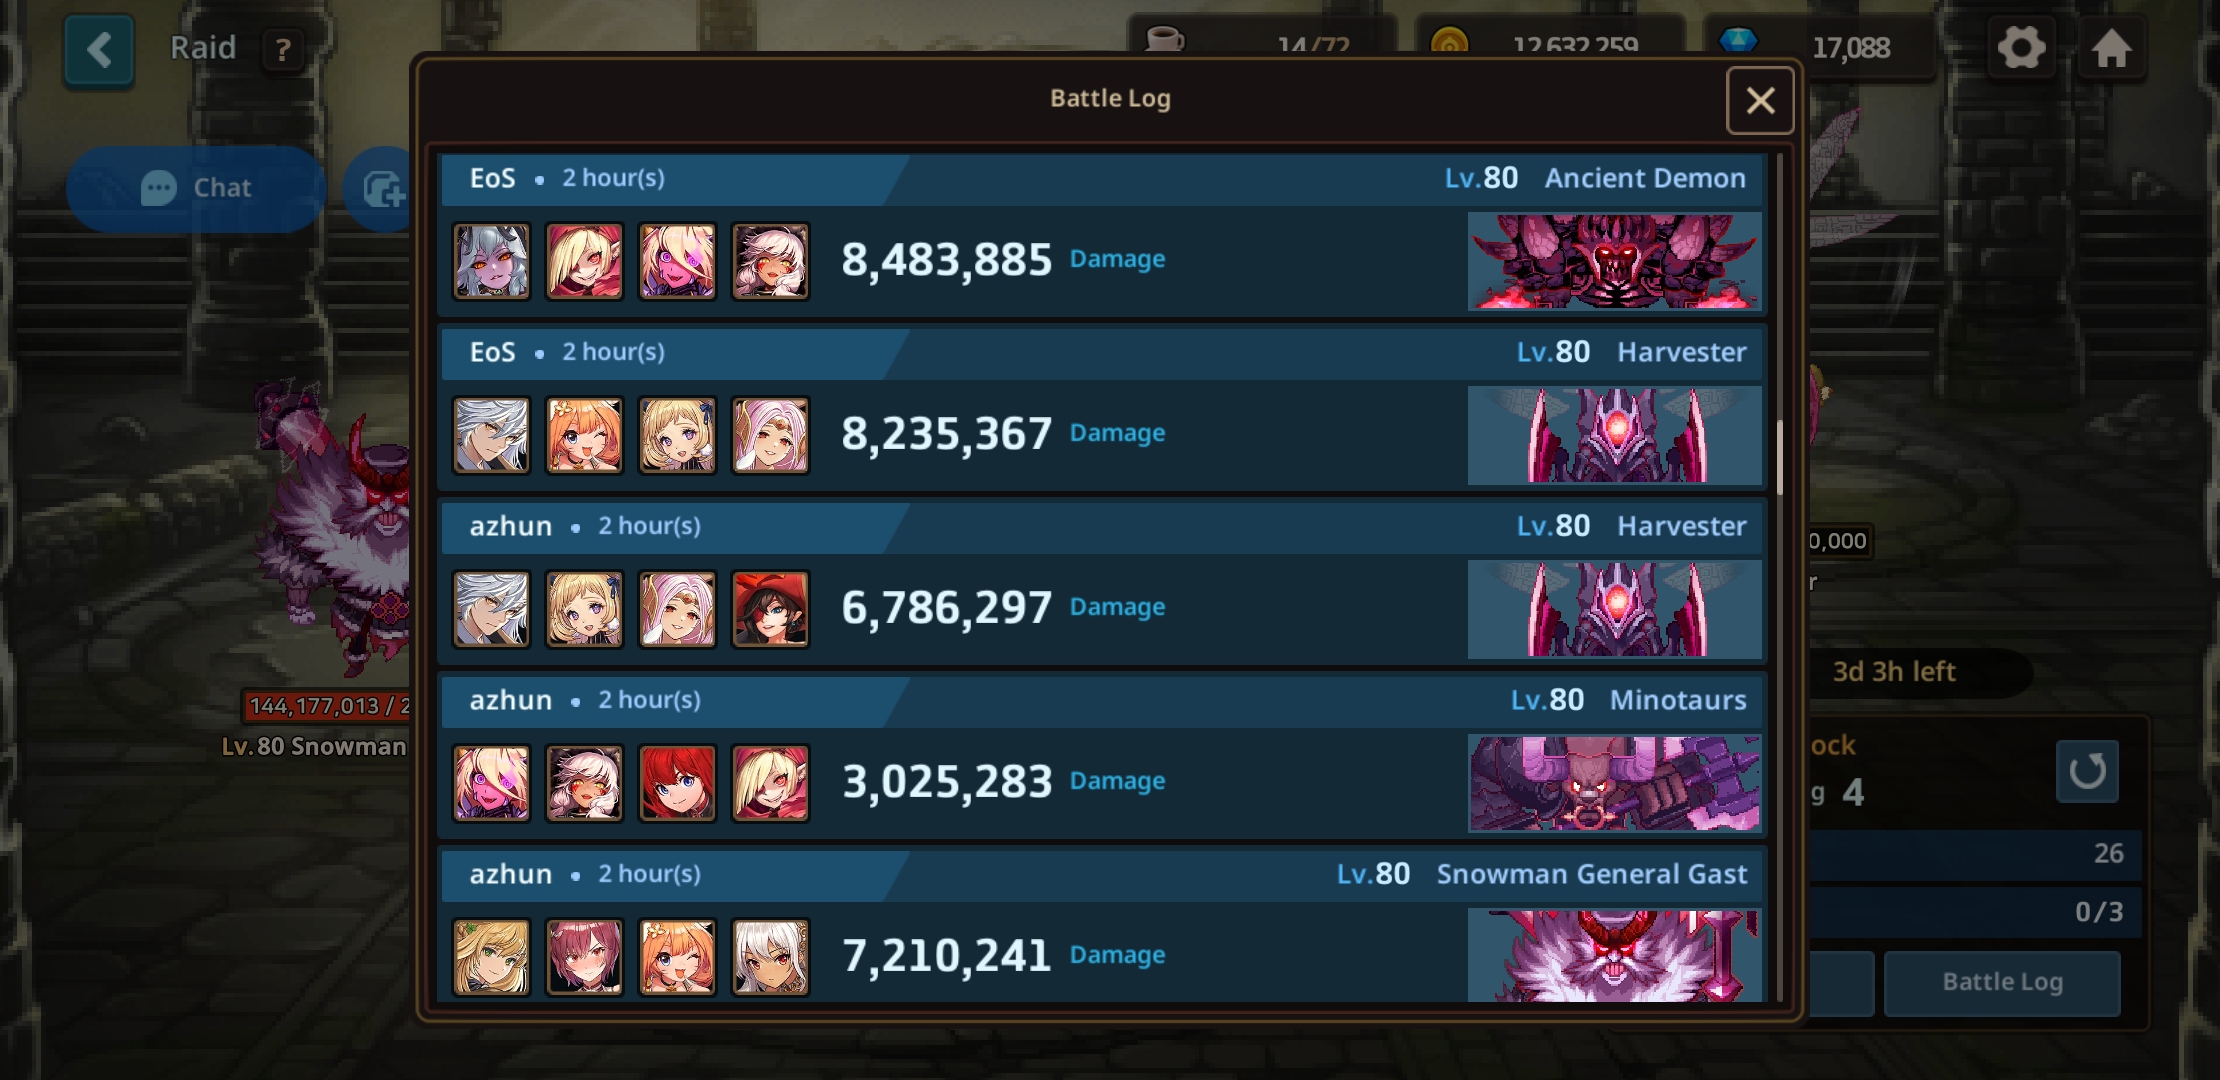 Raid ?
14/72
12,632,259
17,088
Battle Log
Chat
EoS • 2 hour(s)
Lv.80 Ancient Demon
8,483,885 Damage
EoS • 2 hour(s)
Lv.80 Harvester
8,235,367 Damage
azhun • 2 hour(s)
Lv.80 Harvester
6,786,297 Damage
azhun • 2 hour(s)
Lv.80 Minotaurs
3,025,283 Damage
azhun • 2 hour(s)
Lv.80 Snowman General Gast
7,210,241 Damage
144,177,013 / 2
Lv.80 Snowman
0,000
r
3d 3h left
ock
g 4
26
0/3
Battle Log